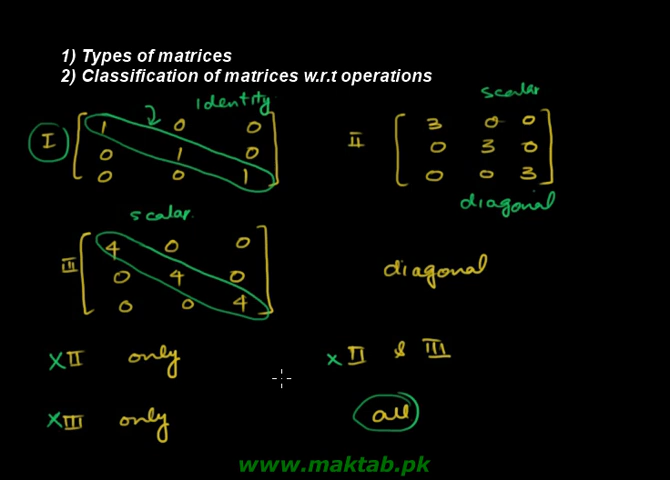 1) Types of matrices
2) Classification of matrices w.r.t operations
identity
scalar
I
1 0 0
0 1 0
0 0 1
II
3 0 0
0 3 0
0 0 3
diagonal
scalar.
III
4 0 0
0 4 0
0 0 4
diagonal
X II only
x II & III
X III only
all
www.maktab.pk